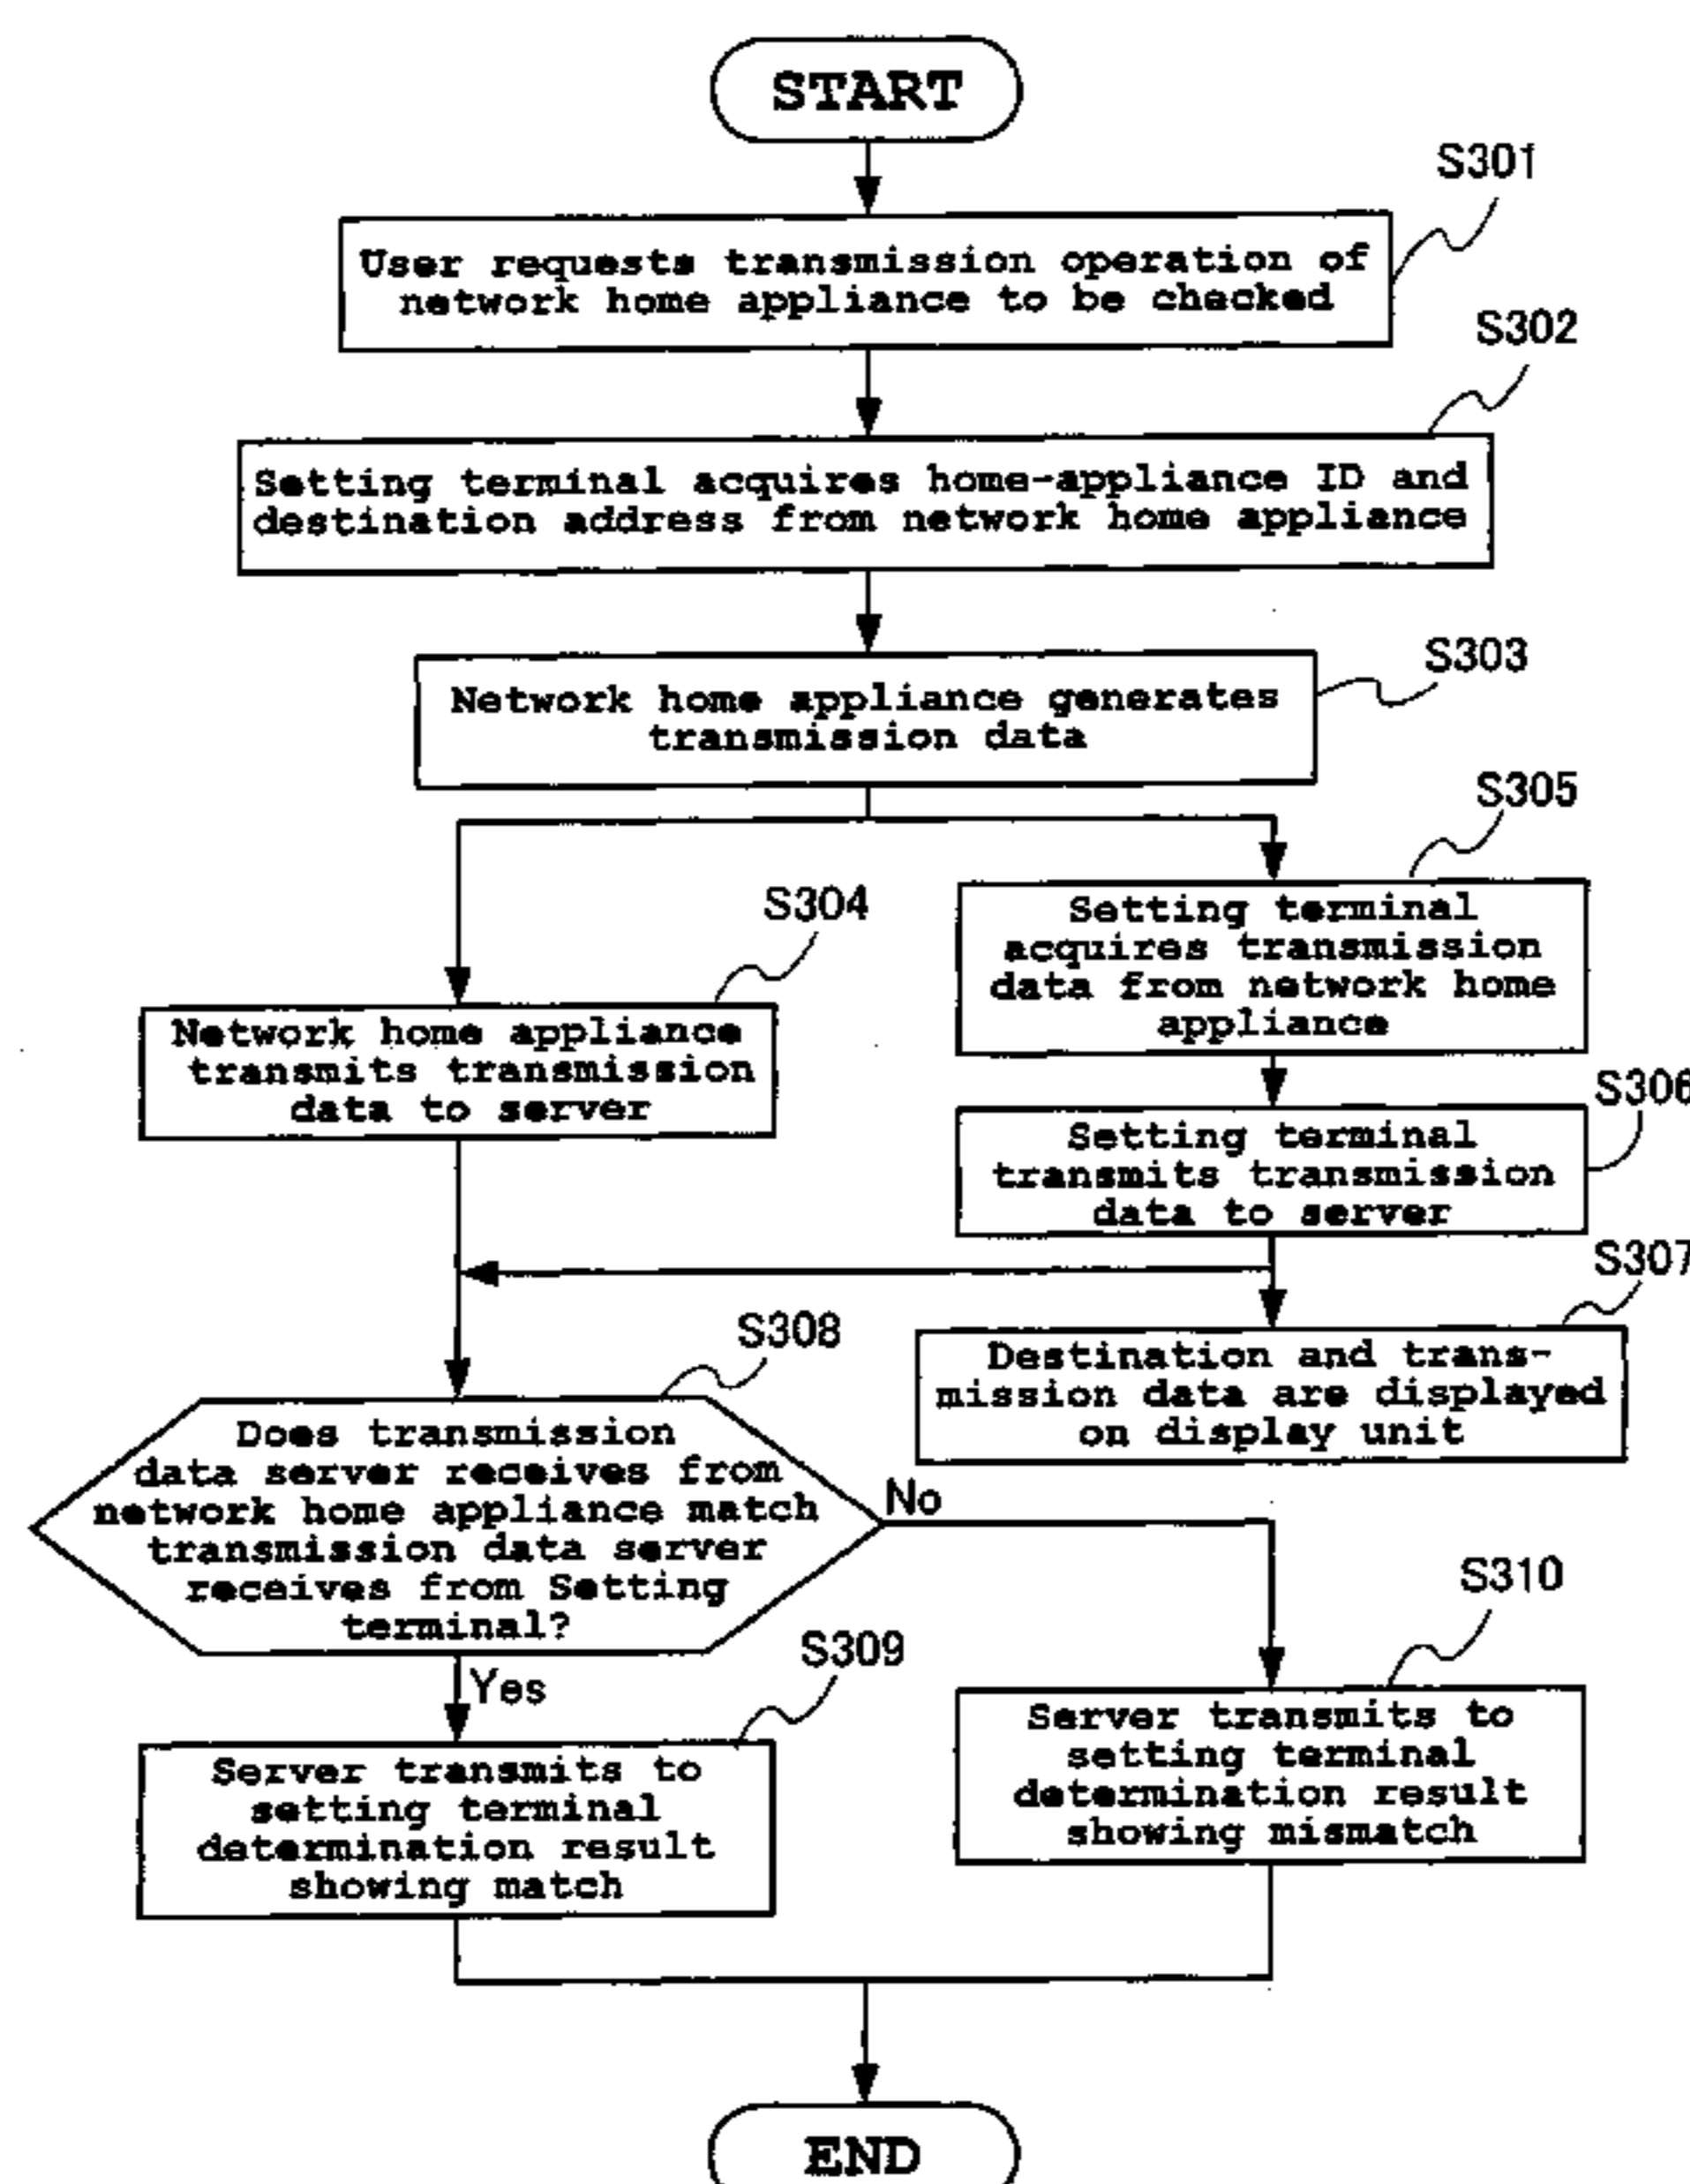 START
S301
User requests transmission operation of
network home appliance to be checked
S302
Setting terminal acquires home-appliance ID and
destination address from network home appliance
S303
Network home appliance generates
transmission data
S305
Setting terminal
acquires transmission
data from network home
appliance
S304
Network home appliance
transmits transmission
data to server
S306
Setting terminal
transmits transmission
data to server
S307
Destination and trans-
mission data are displayed
on display unit
S308
Does transmission
data server receives from
network home appliance match
transmission data server
receives from Setting
terminal?
No
Yes
S309
Server transmits to
setting terminal
determination result
showing match
S310
Server transmits to
setting terminal
determination result
showing mismatch
END